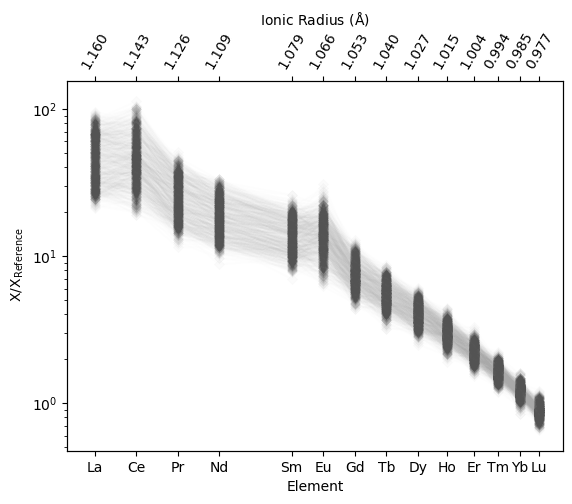 Ionic Radius (Å)
1.160 1.143 1.126 1.109 1.079 1.066 1.053 1.040 1.027 1.015 1.004 0.994 0.985 0.977
10²
10¹
10⁰
X/X_Reference
La Ce Pr Nd Sm Eu Gd Tb Dy Ho Er Tm Yb Lu
Element